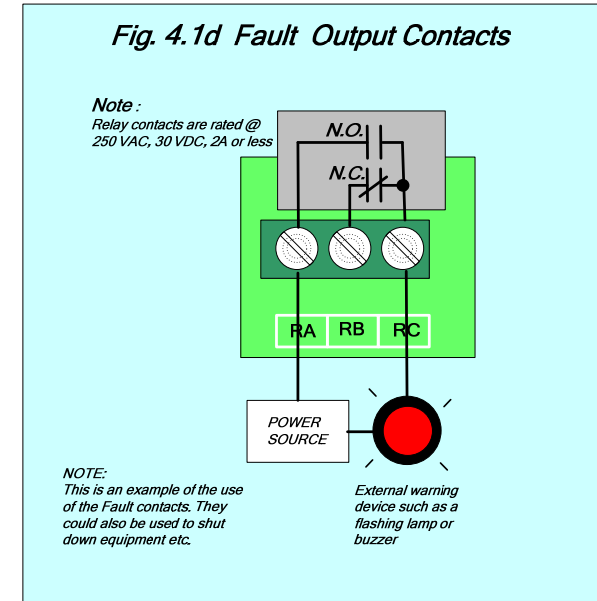 Fig. 4.1d Fault Output Contacts
Note :
Relay contacts are rated @
250 VAC, 30 VDC, 2A or less
N.O.
N.C.
RA RB RC
POWER
SOURCE
NOTE:
This is an example of the use
of the Fault contacts. They
could also be used to shut
down equipment etc.
External warning
device such as a
flashing lamp or
buzzer